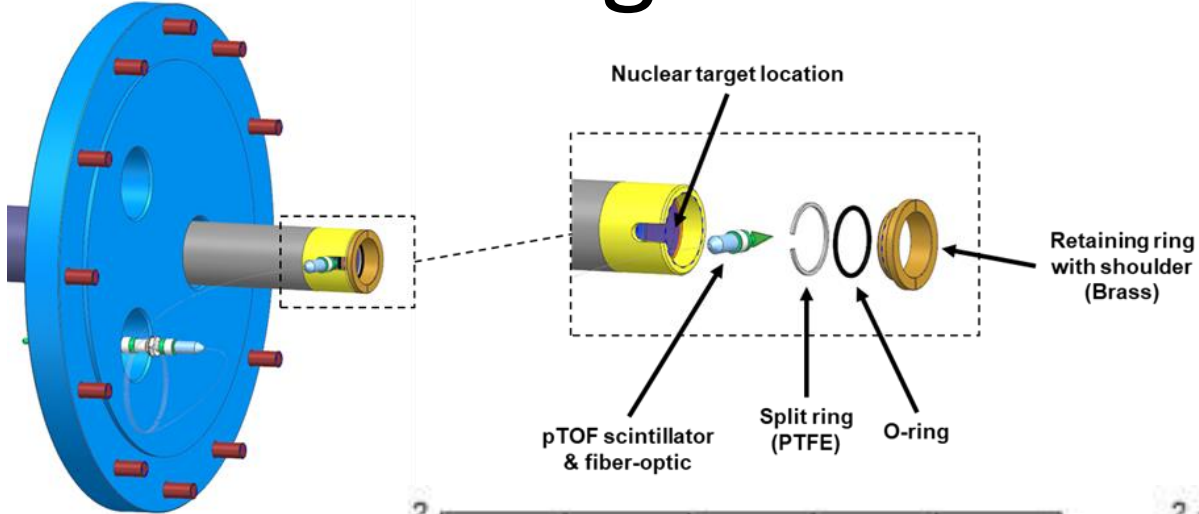 g
Nuclear target location
Retaining ring
with shoulder
(Brass)
pTOF scintillator
& fiber-optic
Split ring
(PTFE)
O-ring